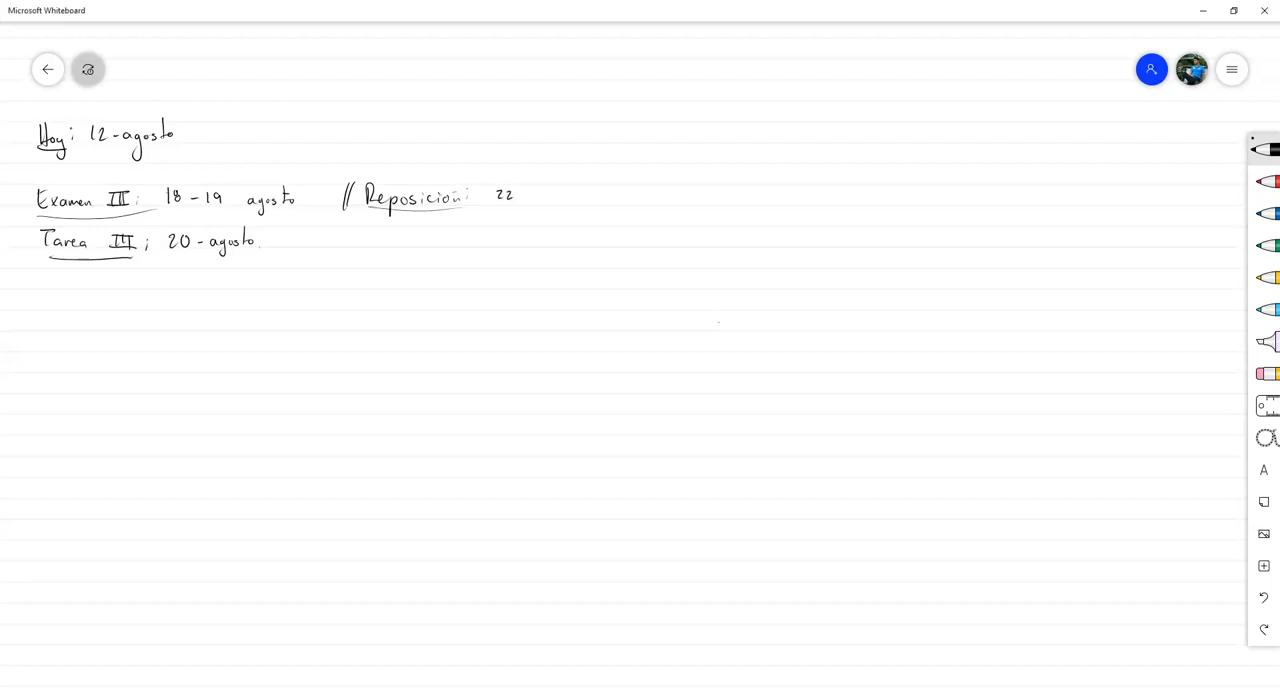 Microsoft Whiteboard
Hoy: 12-agosto
Examen III: 18-19 agosto // Reposición: 22
Tarea III: 20-agosto.
A